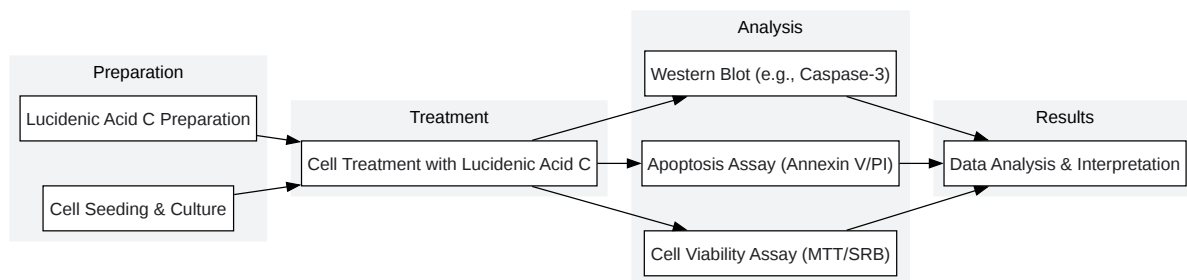 Preparation
Lucidenic Acid C Preparation
Cell Seeding & Culture
Treatment
Cell Treatment with Lucidenic Acid C
Analysis
Western Blot (e.g., Caspase-3)
Apoptosis Assay (Annexin V/PI)
Cell Viability Assay (MTT/SRB)
Results
Data Analysis & Interpretation